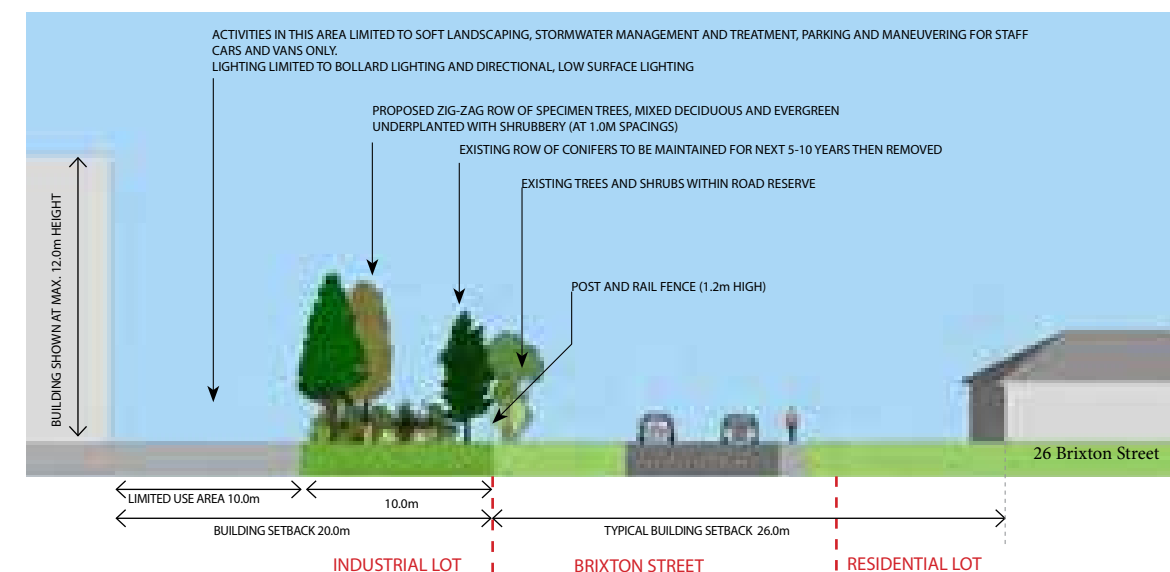 ACTIVITIES IN THIS AREA LIMITED TO SOFT LANDSCAPING, STORMWATER MANAGEMENT AND TREATMENT, PARKING AND MANEUVERING FOR STAFF
CARS AND VANS ONLY.
LIGHTING LIMITED TO BOLLARD LIGHTING AND DIRECTIONAL, LOW SURFACE LIGHTING
PROPOSED ZIG-ZAG ROW OF SPECIMEN TREES, MIXED DECIDUOUS AND EVERGREEN
UNDERPLANTED WITH SHRUBBERY (AT 1.0M SPACINGS)
EXISTING ROW OF CONIFERS TO BE MAINTAINED FOR NEXT 5-10 YEARS THEN REMOVED
EXISTING TREES AND SHRUBS WITHIN ROAD RESERVE
POST AND RAIL FENCE (1.2m HIGH)
BUILDING SHOWN AT MAX. 12.0m HEIGHT
26 Brixton Street
LIMITED USE AREA 10.0m
10.0m
BUILDING SETBACK 20.0m
TYPICAL BUILDING SETBACK 26.0m
INDUSTRIAL LOT
BRIXTON STREET
RESIDENTIAL LOT